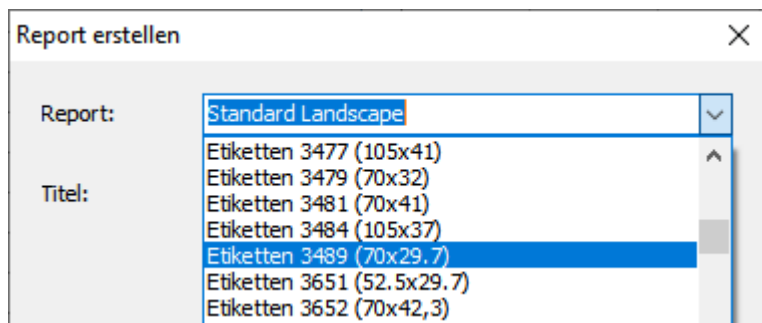 Report erstellen
Report:
Standard Landscape
Etiketten 3477 (105x41)
Etiketten 3479 (70x32)
Titel:
Etiketten 3481 (70x41)
Etiketten 3484 (105x37)
Etiketten 3489 (70x29.7)
Etiketten 3651 (52.5x29.7)
Etiketten 3652 (70x42,3)